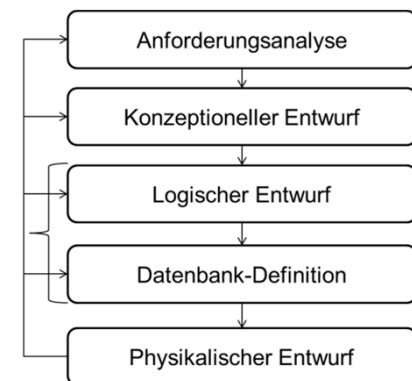 Anforderungsanalyse
Konzeptioneller Entwurf
Logischer Entwurf
Datenbank-Definition
Physikalischer Entwurf